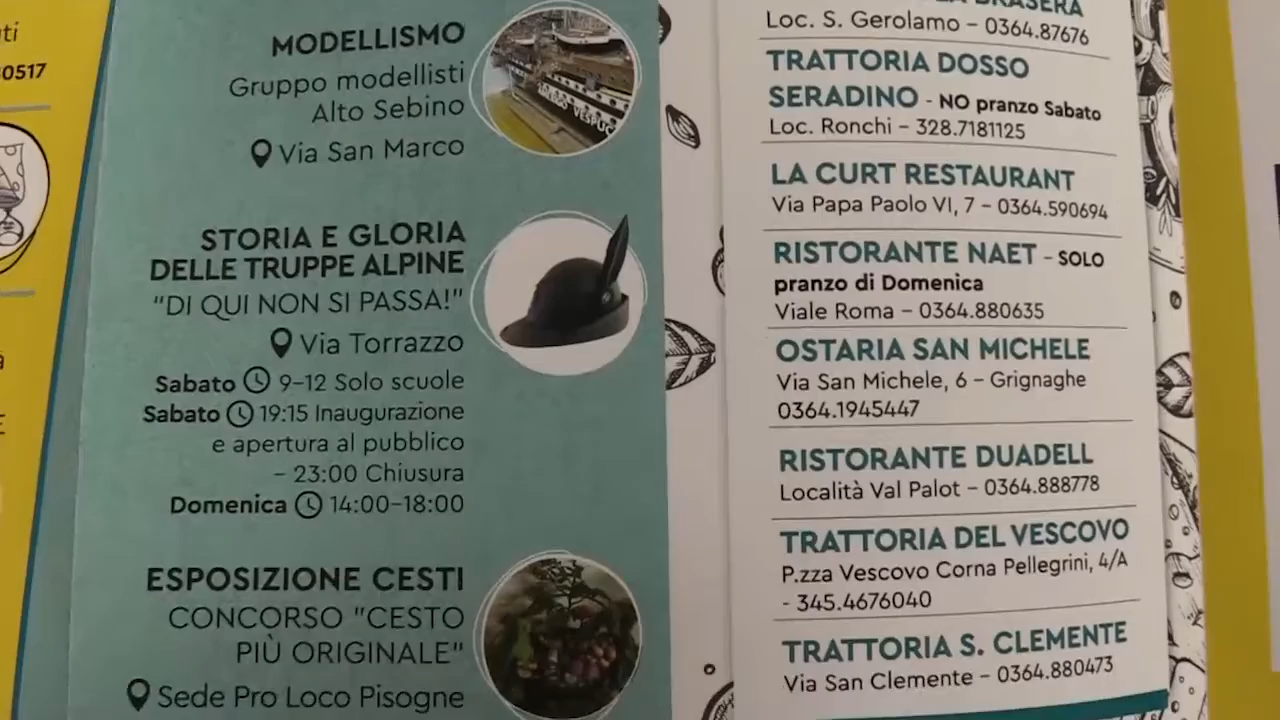 ti
0517
MODELLISMO
Gruppo modellisti
Alto Sebino
Via San Marco
STORIA E GLORIA
DELLE TRUPPE ALPINE
"DI QUI NON SI PASSA!"
Via Torrazzo
Sabato 9-12 Solo scuole
Sabato 19:15 Inaugurazione
e apertura al pubblico
– 23:00 Chiusura
Domenica 14:00-18:00
ESPOSIZIONE CESTI
CONCORSO "CESTO
PIÙ ORIGINALE"
Sede Pro Loco Pisogne
BRASERA
Loc. S. Gerolamo – 0364.87676
TRATTORIA DOSSO
SERADINO - NO pranzo Sabato
Loc. Ronchi – 328.7181125
LA CURT RESTAURANT
Via Papa Paolo VI, 7 – 0364.590694
RISTORANTE NAET – SOLO
pranzo di Domenica
Viale Roma – 0364.880635
OSTARIA SAN MICHELE
Via San Michele, 6 – Grignaghe
0364.1945447
RISTORANTE DUADELL
Località Val Palot – 0364.888778
TRATTORIA DEL VESCOVO
P.zza Vescovo Corna Pellegrini, 4/A
- 345.4676040
TRATTORIA S. CLEMENTE
Via San Clemente – 0364.880473